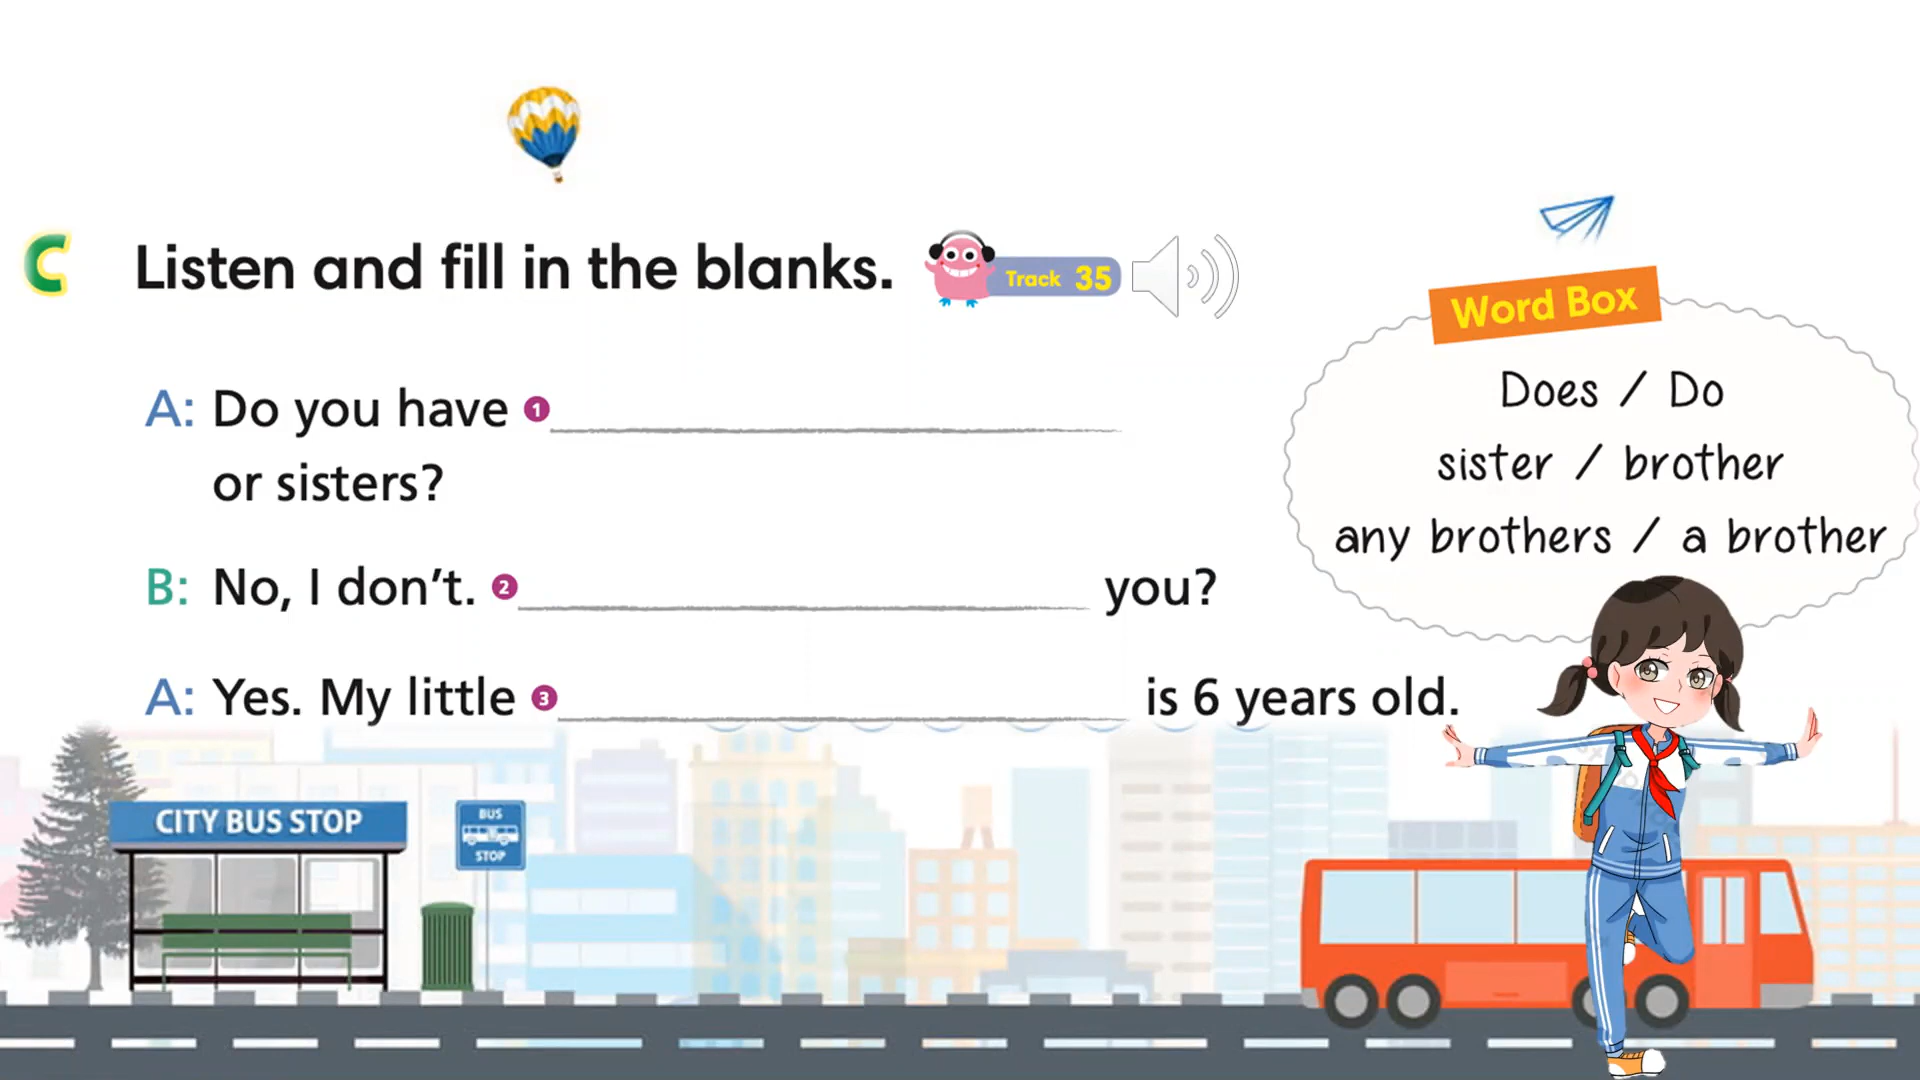 C Listen and fill in the blanks. Track 35
Word Box
Does / Do
sister / brother
any brothers / a brother
A: Do you have 1
or sisters?
B: No, I don't. 2 you?
A: Yes. My little 3 is 6 years old.
CITY BUS STOP
BUS
STOP